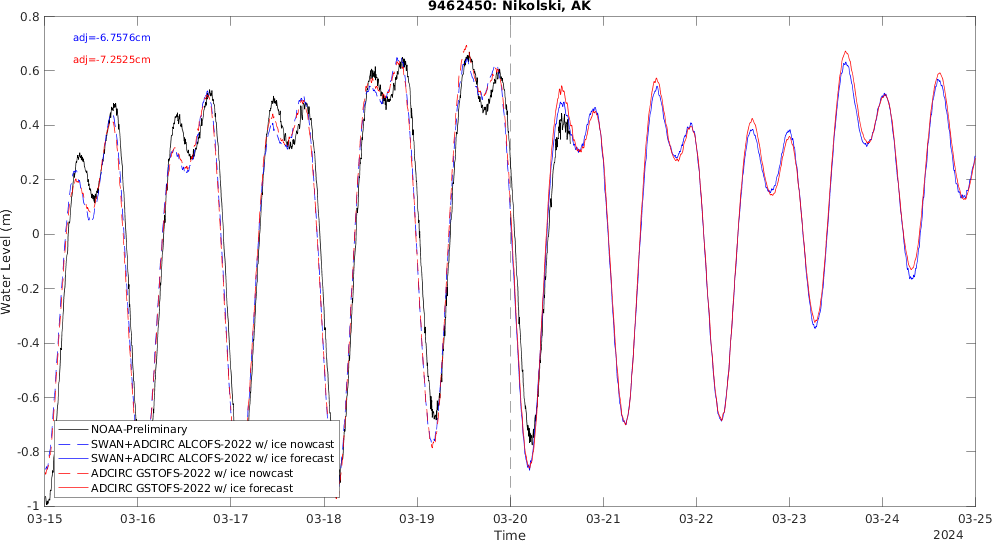 9462450: Nikolski, AK
adj=-6.7576cm
adj=-7.2525cm
0.8
0.6
0.4
0.2
0
-0.2
-0.4
-0.6
-0.8
-1
Water Level (m)
NOAA-Preliminary
SWAN+ADCIRC ALCOFS-2022 w/ ice nowcast
SWAN+ADCIRC ALCOFS-2022 w/ ice forecast
ADCIRC GSTOFS-2022 w/ ice nowcast
ADCIRC GSTOFS-2022 w/ ice forecast
03-15 03-16 03-17 03-18 03-19 03-20 03-21 03-22 03-23 03-24 03-25
Time
2024